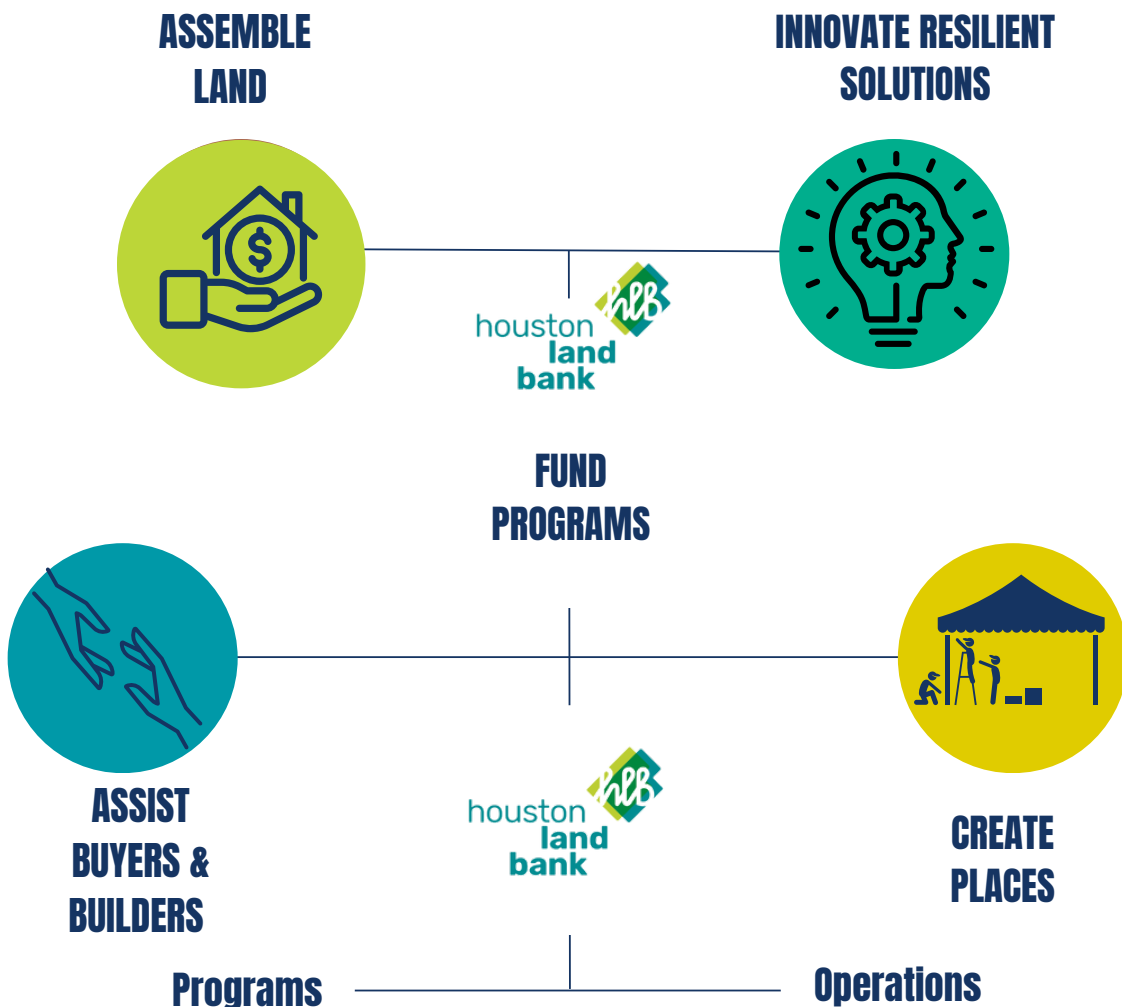 ASSEMBLE
LAND
INNOVATE RESILIENT
SOLUTIONS
$
hlb
houston
land
bank
FUND
PROGRAMS
hlb
houston
land
bank
ASSIST
BUYERS &
BUILDERS
CREATE
PLACES
Programs
Operations